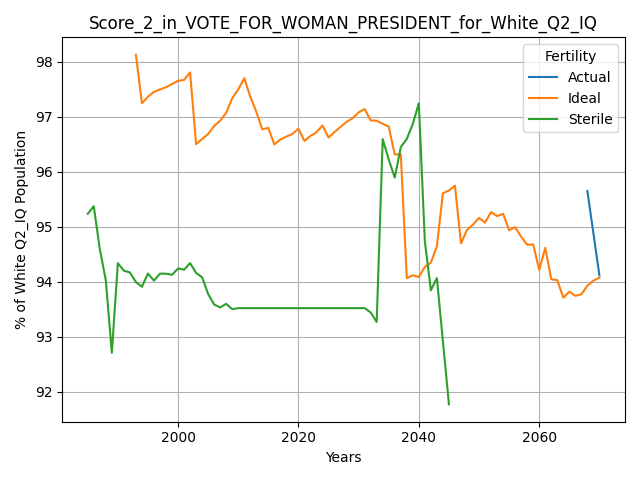 Score_2_in_VOTE_FOR_WOMAN_PRESIDENT_for_White_Q2_IQ
Fertility
Actual
Ideal
Sterile
% of White Q2_IQ Population
98
97
96
95
94
93
92
2000
2020
2040
2060
Years